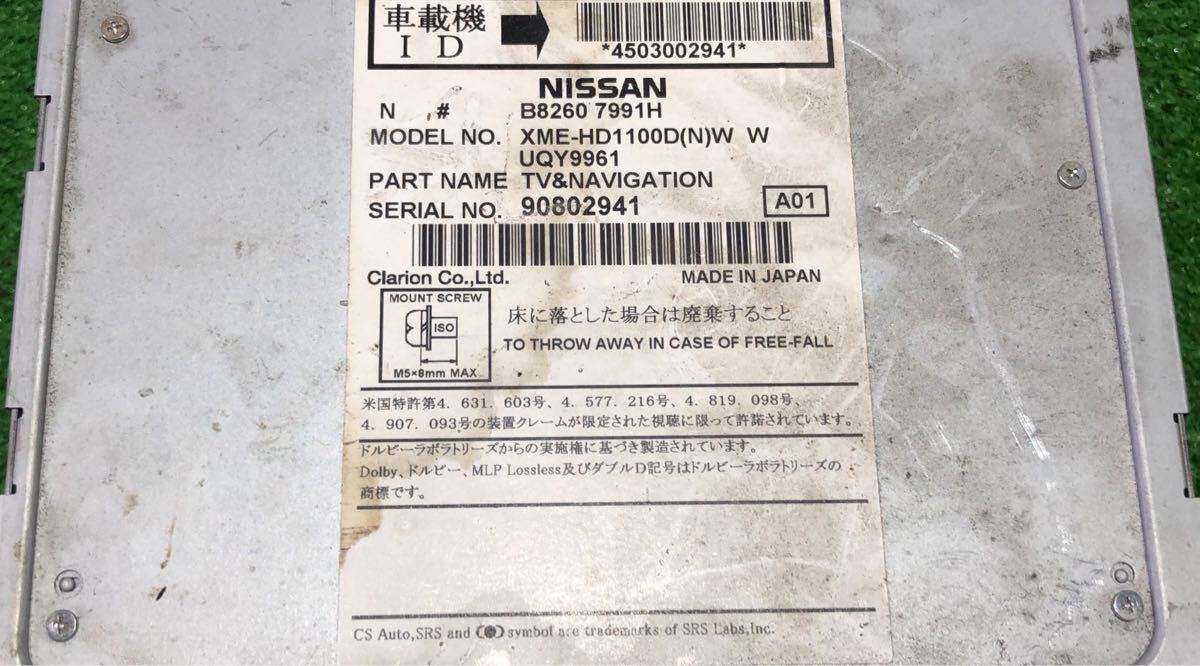 車載機
ＩＤ
*4503002941*
NISSAN
N # B8260 7991H
MODEL NO. XME-HD1100D(N)W W
UQY9961
PART NAME TV&NAVIGATION
SERIAL NO. 90802941
A01
Clarion Co.,Ltd. MADE IN JAPAN
MOUNT SCREW
ISO
M5×8mm MAX
床に落とした場合は廃棄すること
TO THROW AWAY IN CASE OF FREE-FALL
米国特許第4. 631. 603号、4. 577. 216号、4. 819. 098号、
4. 907. 093号の装置クレームが限定された視聴に限って許諾されています。
ドルビーラボラトリーズからの実施権に基づき製造されています。
Dolby、ドルビー、MLP Lossless及びダブルD記号はドルビーラボラトリーズの
商標です。
CS Auto,SRS and (●) symbol are trademarks of SRS Labs,Inc.